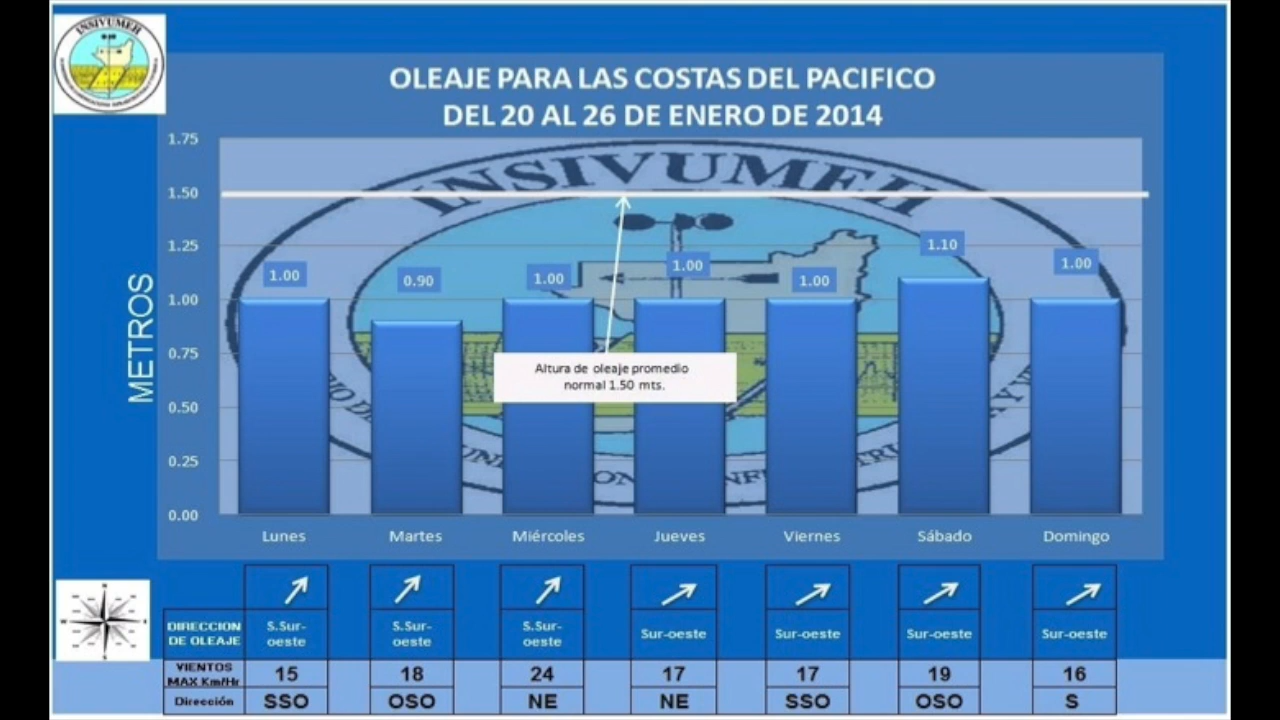 INSIVUMEH
OLEAJE PARA LAS COSTAS DEL PACIFICO
DEL 20 AL 26 DE ENERO DE 2014
METROS
1.75
1.50
1.25
1.00
0.75
0.50
0.25
0.00
INSIVUMEH
1.00 0.90 1.00 1.00 1.00 1.10 1.00
Altura de oleaje promedio
normal 1.50 mts.
Lunes Martes Miércoles Jueves Viernes Sábado Domingo
DIRECCION
DE OLEAJE
S.Sur-
oeste
S.Sur-
oeste
S.Sur-
oeste
Sur-oeste Sur-oeste Sur-oeste Sur-oeste
VIENTOS
MAX Km/Hr
15 18 24 17 17 19 16
Dirección SSO OSO NE NE SSO OSO S